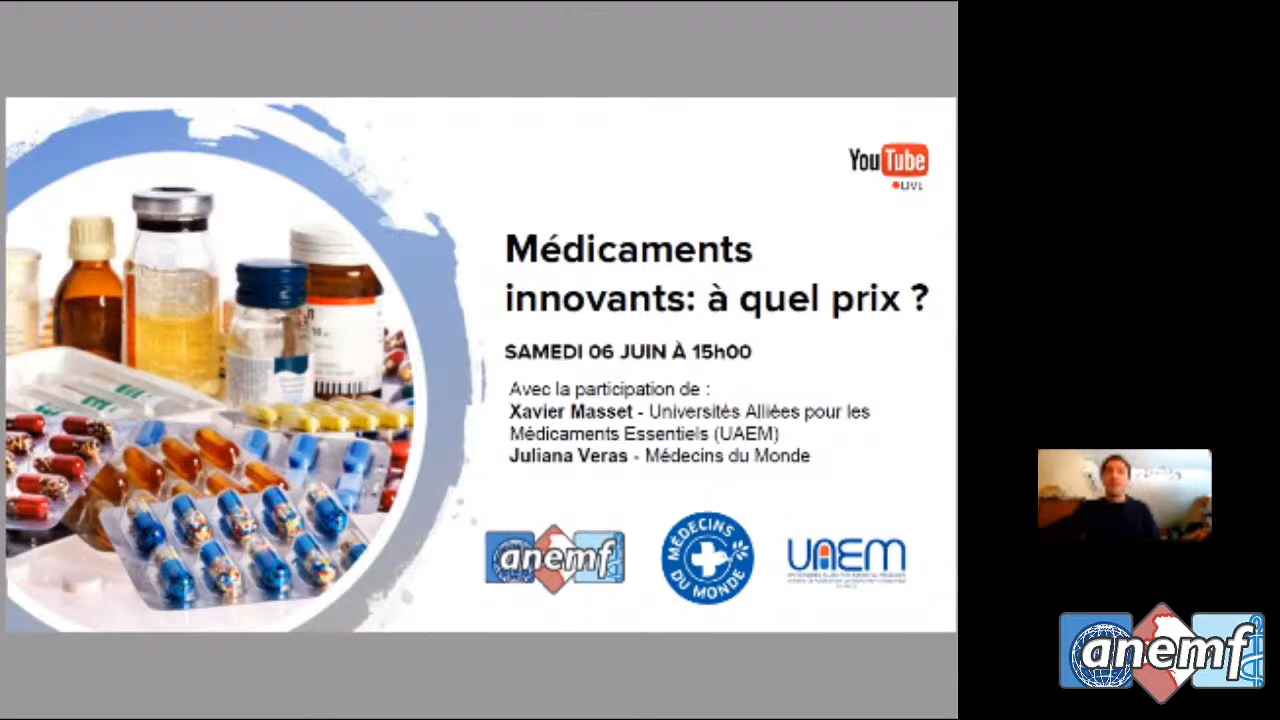 YouTube
LIVE
Médicaments
innovants: à quel prix ?
SAMEDI 06 JUIN À 15h00
Avec la participation de :
Xavier Masset - Universités Alliées pour les
Médicaments Essentiels (UAEM)
Juliana Veras - Médecins du Monde
anemf
MÉDECINS
DU MONDE
UAEM
anemf